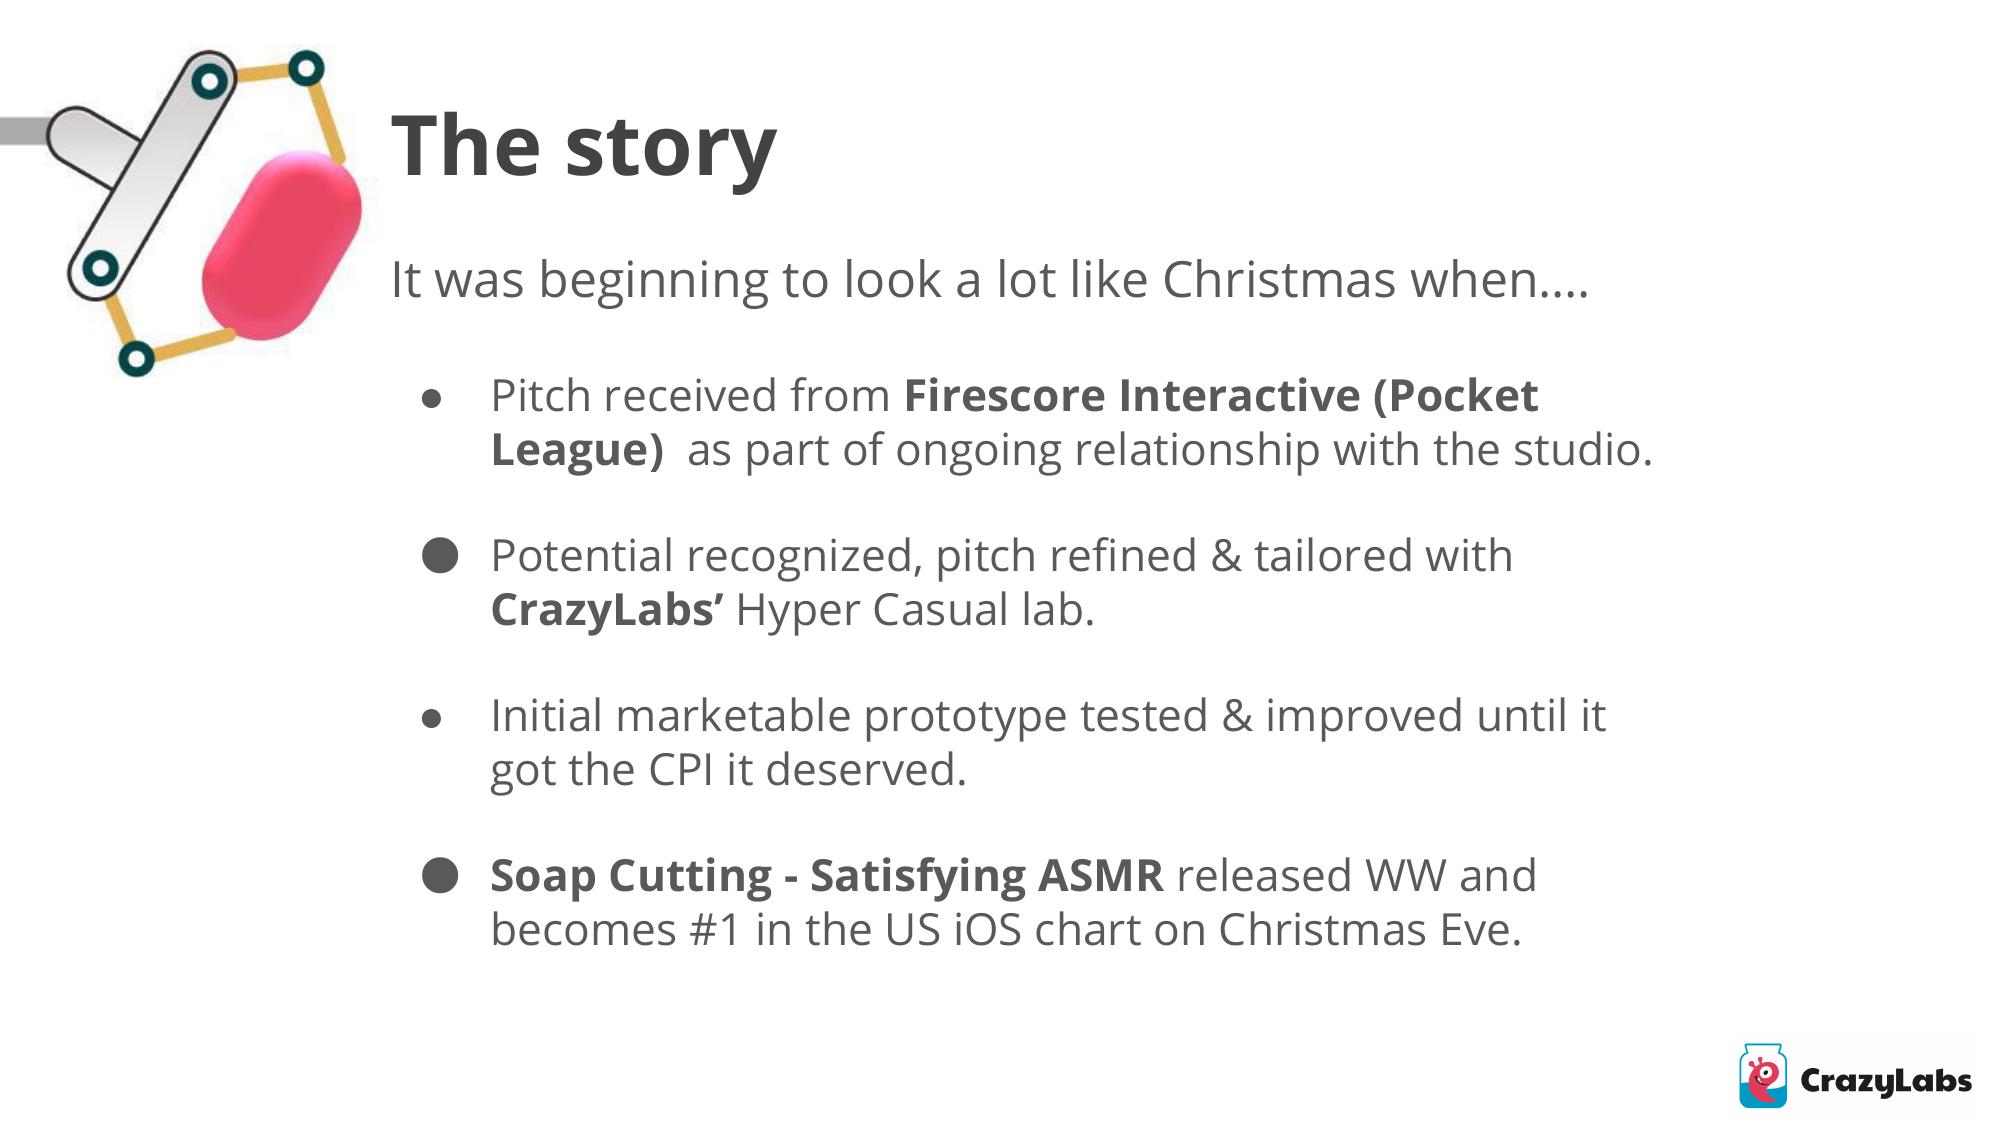 The story
It was beginning to look a lot like Christmas when....
● Pitch received from Firescore Interactive (Pocket
League)  as part of ongoing relationship with the studio.
● Potential recognized, pitch refined & tailored with
CrazyLabs’ Hyper Casual lab.
● Initial marketable prototype tested & improved until it
got the CPI it deserved.
● Soap Cutting - Satisfying ASMR released WW and
becomes #1 in the US iOS chart on Christmas Eve.
CrazyLabs